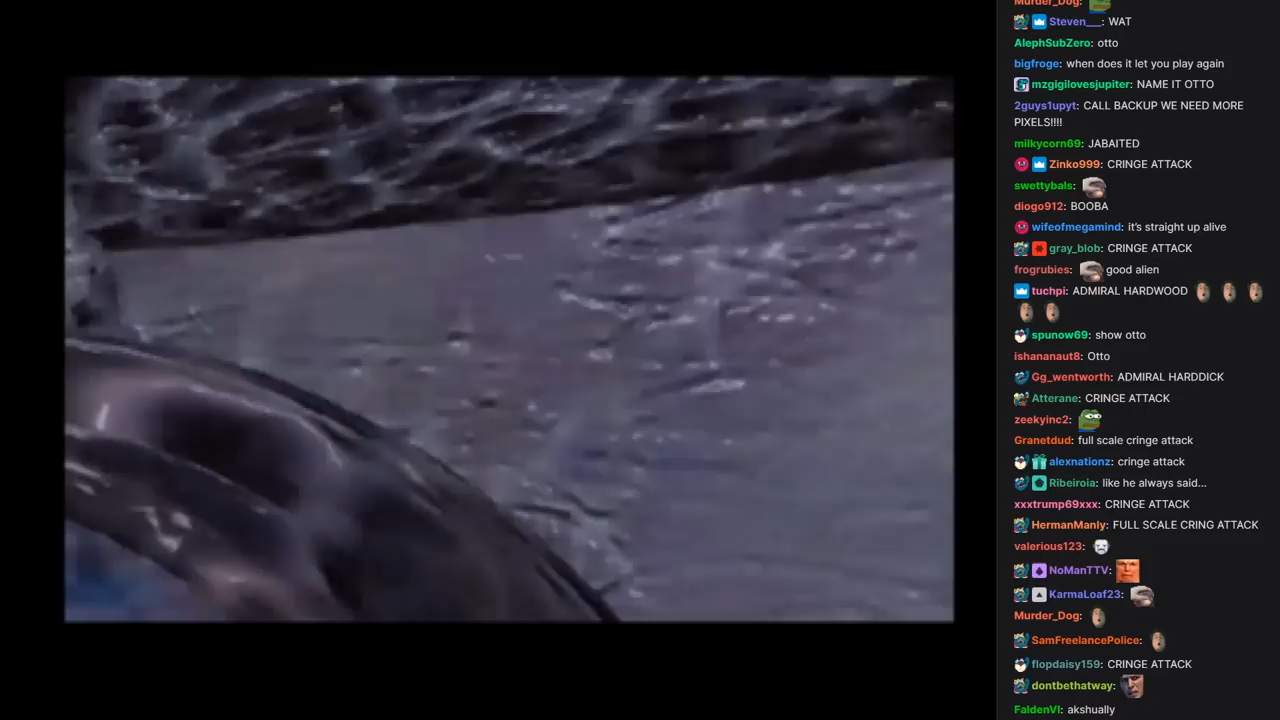 Murder_Dog:
Steven___: WAT
AlephSubZero: otto
bigfroge: when does it let you play again
mzgigilovesjupiter: NAME IT OTTO
2guys1upyt: CALL BACKUP WE NEED MORE
PIXELS!!!!
milkycorn69: JABAITED
Zinko999: CRINGE ATTACK
swettybals:
diogo912: BOOBA
wifeofmegamind: it's straight up alive
gray_blob: CRINGE ATTACK
frogrubies: good alien
tuchpi: ADMIRAL HARDWOOD
spunow69: show otto
ishananaut8: Otto
Gg_wentworth: ADMIRAL HARDDICK
Atterane: CRINGE ATTACK
zeekyinc2:
Granetdud: full scale cringe attack
alexnationz: cringe attack
Ribeiroia: like he always said...
xxxtrump69xxx: CRINGE ATTACK
HermanManly: FULL SCALE CRING ATTACK
valerious123:
NoManTTV:
KarmaLoaf23:
Murder_Dog:
SamFreelancePolice:
flopdaisy159: CRINGE ATTACK
dontbethatway:
FaldenVI: akshually